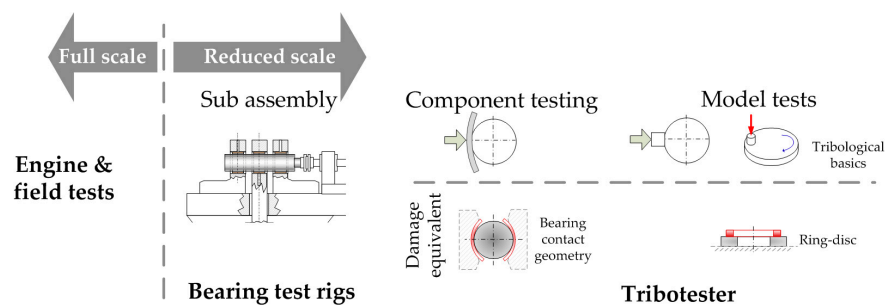 Full scale
Reduced scale
Sub assembly
Component testing
Model tests
Tribological
basics
Engine &
field tests
Damage
equivalent
Bearing
contact
geometry
Ring-disc
Bearing test rigs
Tribotester